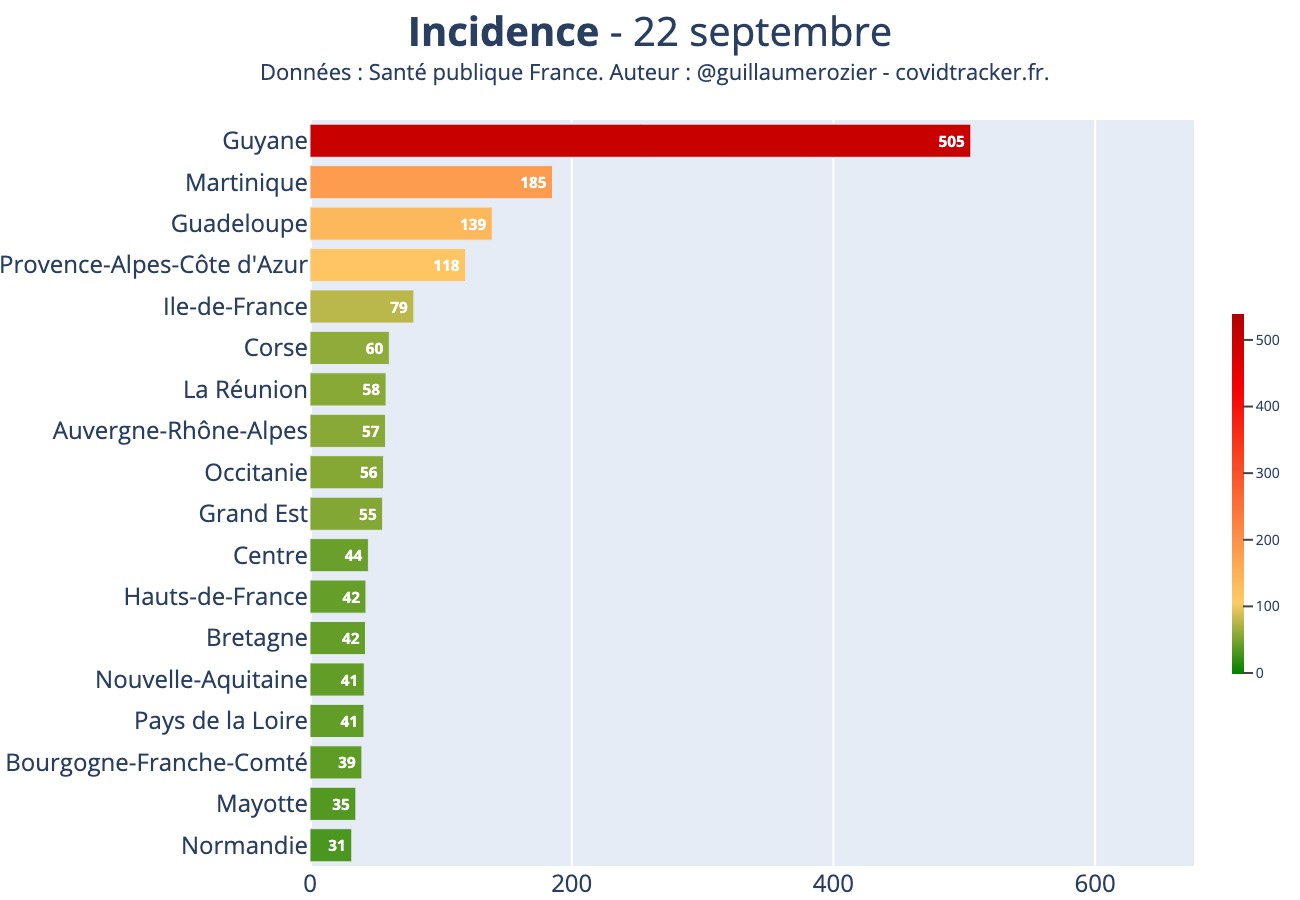 Incidence - 22 septembre
Données : Santé publique France. Auteur : @guillaumerozier - covidtracker.fr.
Guyane 505
Martinique 185
Guadeloupe 139
Provence-Alpes-Côte d'Azur 118
Ile-de-France 79
Corse 60
La Réunion 58
Auvergne-Rhône-Alpes 57
Occitanie 56
Grand Est 55
Centre 44
Hauts-de-France 42
Bretagne 42
Nouvelle-Aquitaine 41
Pays de la Loire 41
Bourgogne-Franche-Comté 39
Mayotte 35
Normandie 31
0 200 400 600
500
400
300
200
100
0